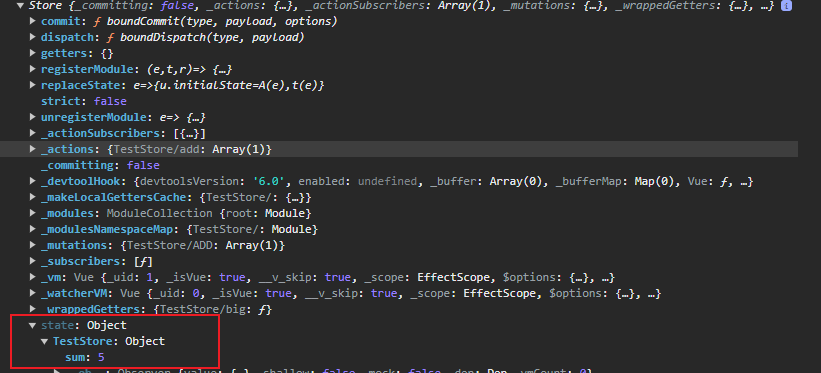 Store {_committing: false, _actions: {…}, _actionSubscribers: Array(1), _mutations: {…}, _wrappedGetters: {…}, …}
commit: ƒ boundCommit(type, payload, options)
dispatch: ƒ boundDispatch(type, payload)
getters: {}
registerModule: (e,t,r)=> {…}
replaceState: e=>{u.initialState=A(e),t(e)}
strict: false
unregisterModule: e=> {…}
_actionSubscribers: [{…}]
_actions: {TestStore/add: Array(1)}
_committing: false
_devtoolHook: {devtoolsVersion: '6.0', enabled: undefined, _buffer: Array(0), _bufferMap: Map(0), Vue: ƒ, …}
_makeLocalGettersCache: {TestStore/: {…}}
_modules: ModuleCollection {root: Module}
_modulesNamespaceMap: {TestStore/: Module}
_mutations: {TestStore/ADD: Array(1)}
_subscribers: [ƒ]
_vm: Vue {_uid: 1, _isVue: true, __v_skip: true, _scope: EffectScope, $options: {…}, …}
_watcherVM: Vue {_uid: 0, _isVue: true, __v_skip: true, _scope: EffectScope, $options: {…}, …}
_wrappedGetters: {TestStore/big: ƒ}
state: Object
TestStore: Object
sum: 5